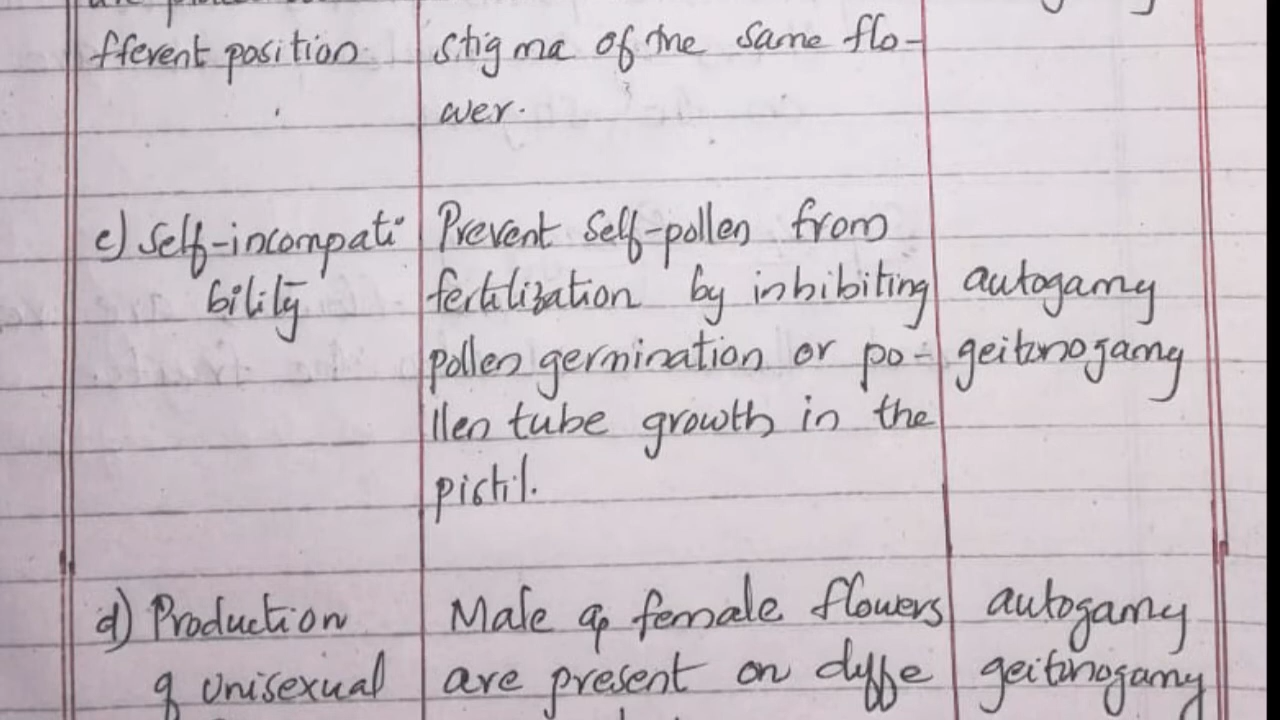 fferent position
stigma of the same flo-
wer.
c) Self-incompati
bility
Prevent Self-pollen from
fertilization by inhibiting
pollen germination or po-
llen tube growth in the
pistil.
autogamy
geitonogamy
d) Production
of unisexual
Male & female flowers
are present on diffe
autogamy
geitonogamy